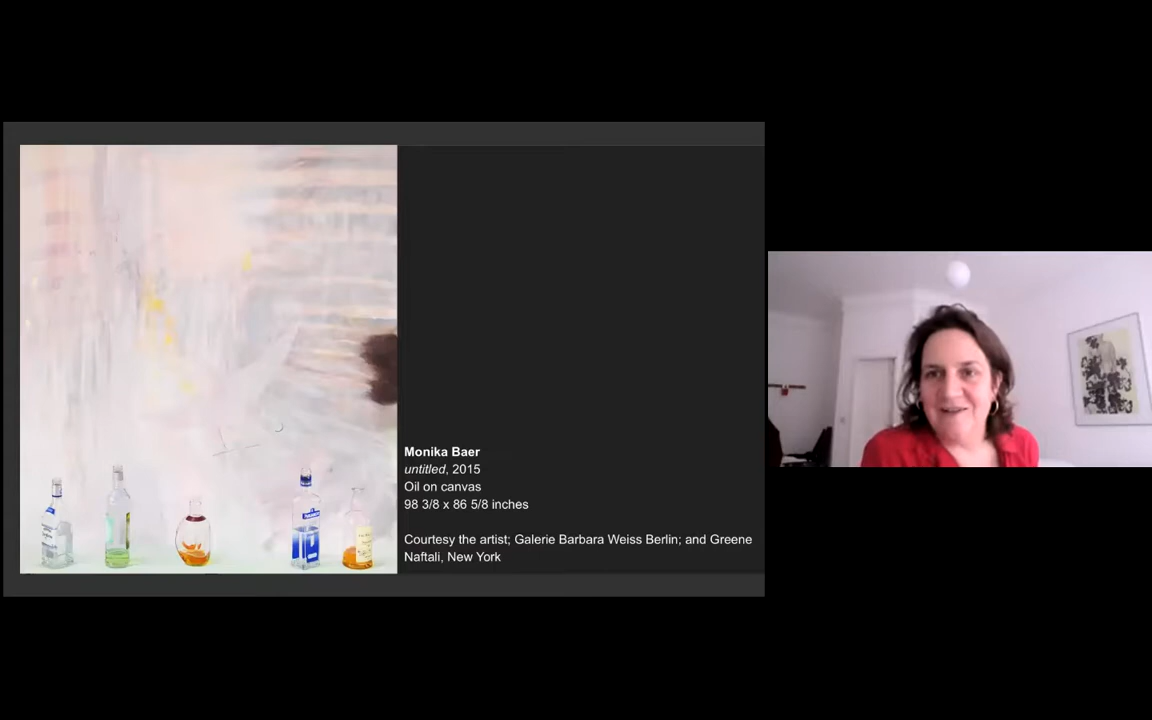 Monika Baer
untitled, 2015
Oil on canvas
98 3/8 x 86 5/8 inches
Courtesy the artist; Galerie Barbara Weiss Berlin; and Greene
Naftali, New York